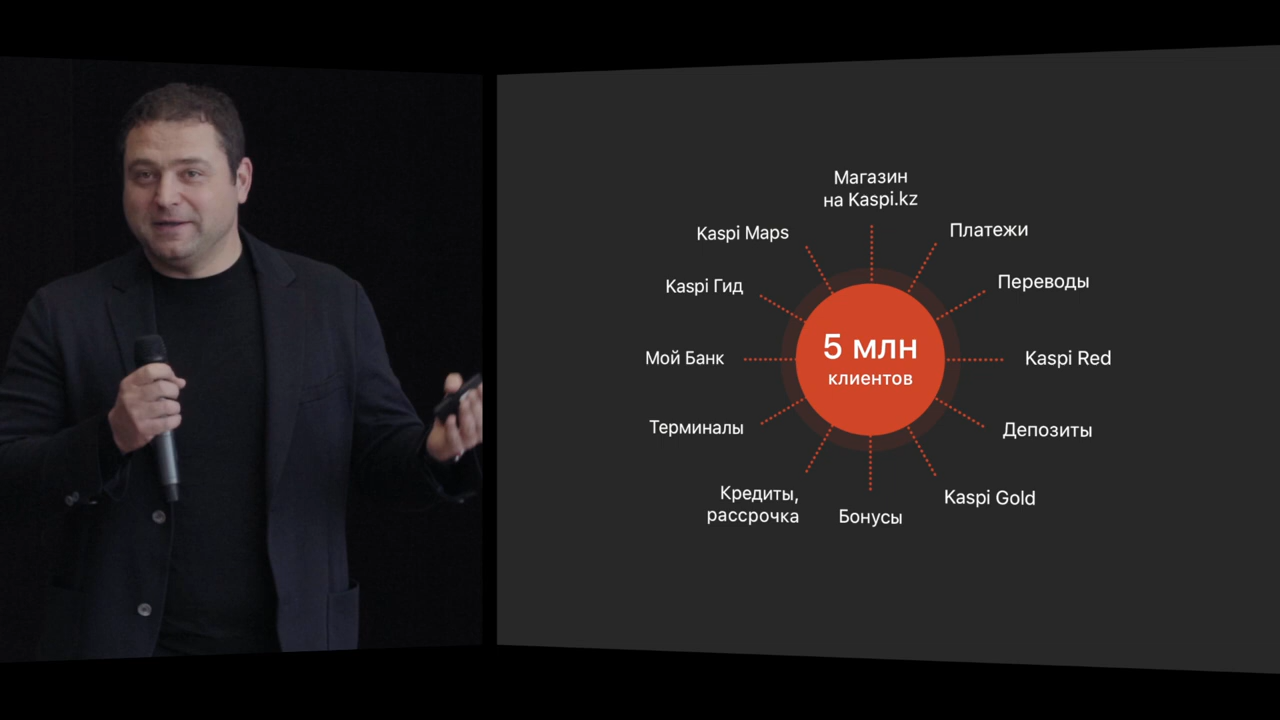 Магазин
на Kaspi.kz
Kaspi Maps
Платежи
Kaspi Гид
Переводы
Мой Банк
5 млн
клиентов
Kaspi Red
Терминалы
Депозиты
Кредиты,
рассрочка
Бонусы
Kaspi Gold